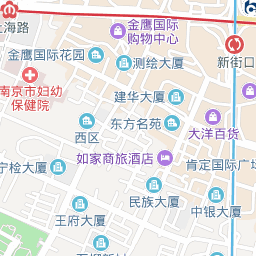 金鹰国际
购物中心
上海路
金鹰国际花园
测绘大厦
新街口
南京市妇幼
保健院
建华大厦
西区
东方名苑
大洋百货
如家商旅酒店
肯定国际广场
宁检大厦
民族大厦
王府大厦
中银大厦